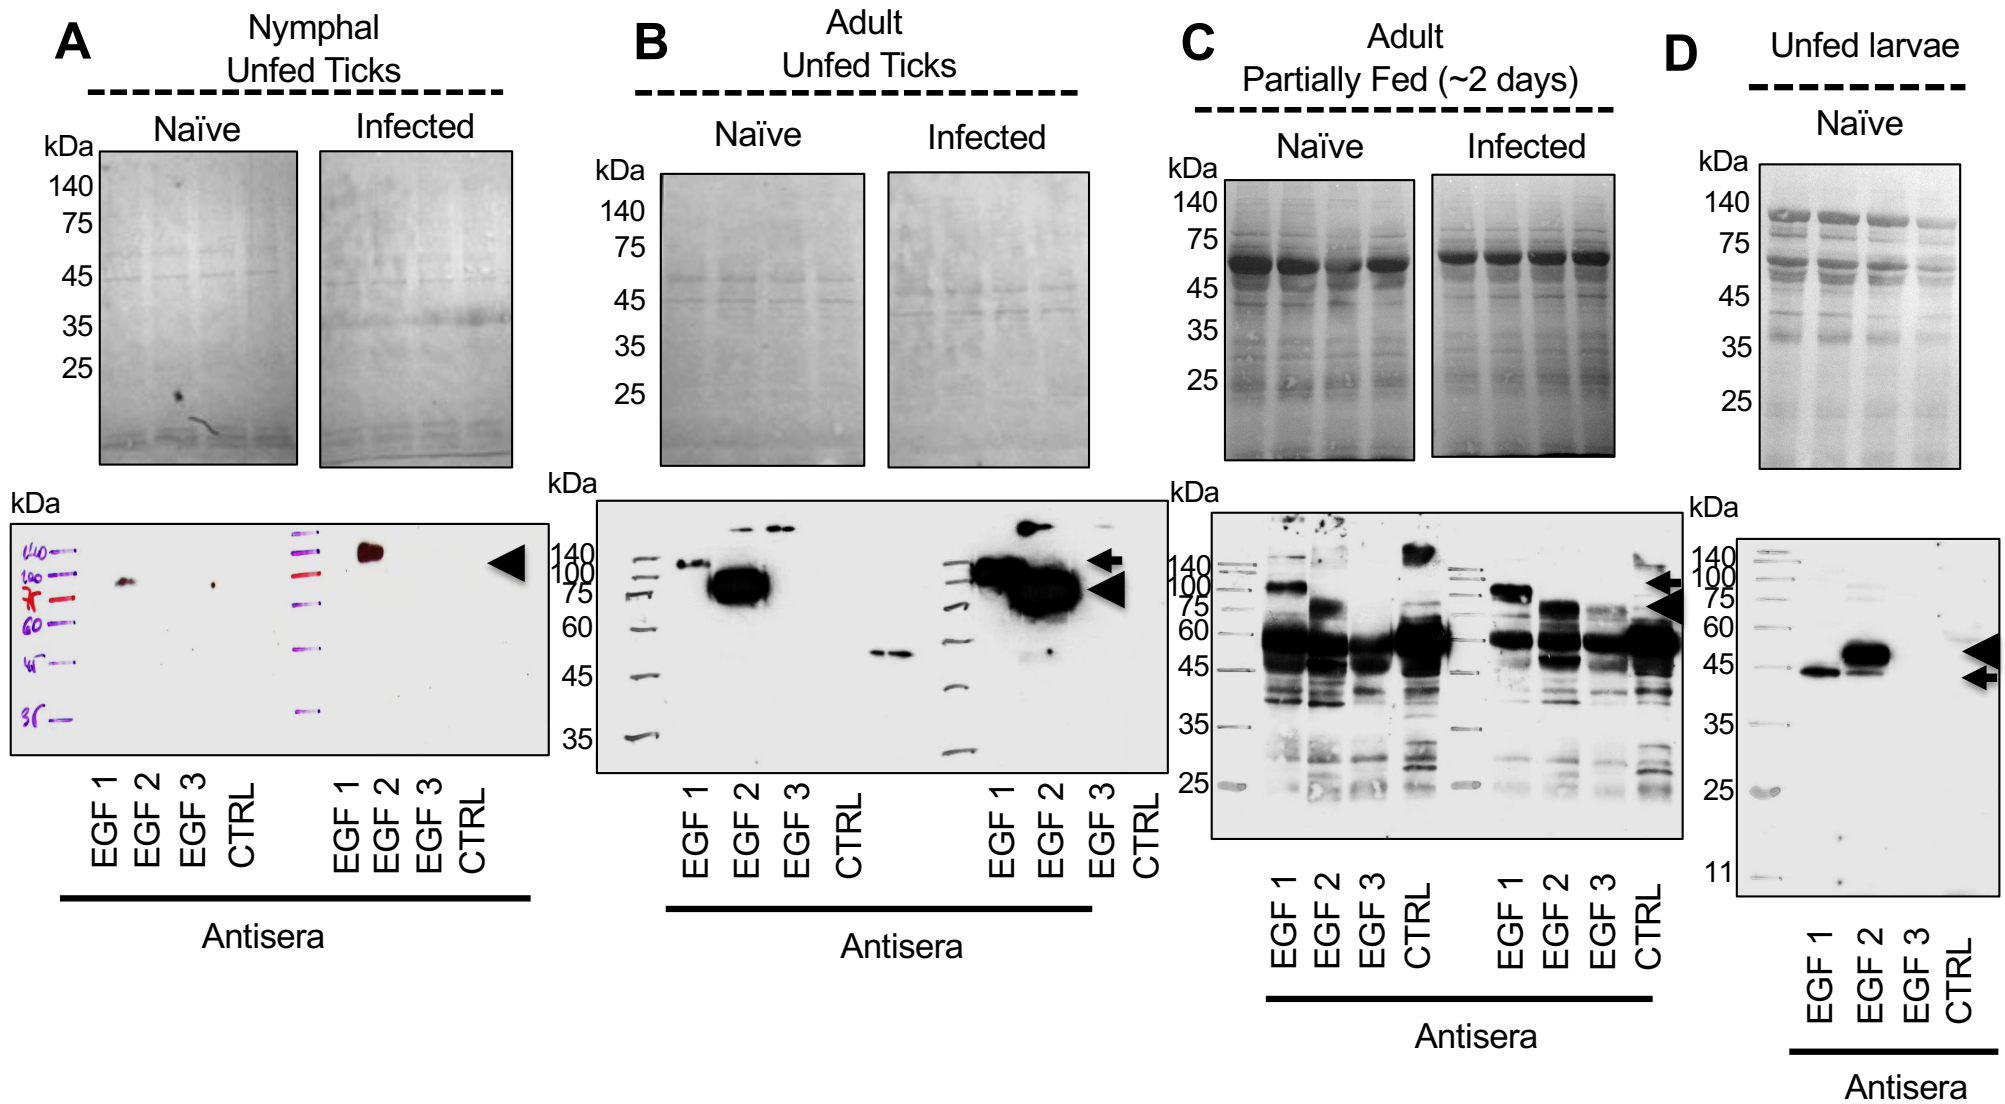 A
Nymphal
Unfed Ticks
Naïve
Infected
kDa
140
75
45
35
25
kDa
140
100
75
60
45
35
EGF 1
EGF 2
EGF 3
CTRL
EGF 1
EGF 2
EGF 3
CTRL
Antisera
B
Adult
Unfed Ticks
Naïve
Infected
kDa
140
75
45
35
25
kDa
140
100
75
60
45
35
EGF 1
EGF 2
EGF 3
CTRL
EGF 1
EGF 2
EGF 3
CTRL
Antisera
C
Adult
Partially Fed (~2 days)
Naïve
Infected
kDa
140
75
45
35
25
kDa
140
100
75
60
45
35
25
EGF 1
EGF 2
EGF 3
CTRL
EGF 1
EGF 2
EGF 3
CTRL
Antisera
D
Unfed larvae
Naïve
kDa
140
75
45
35
25
kDa
140
100
75
60
45
35
25
11
EGF 1
EGF 2
EGF 3
CTRL
Antisera